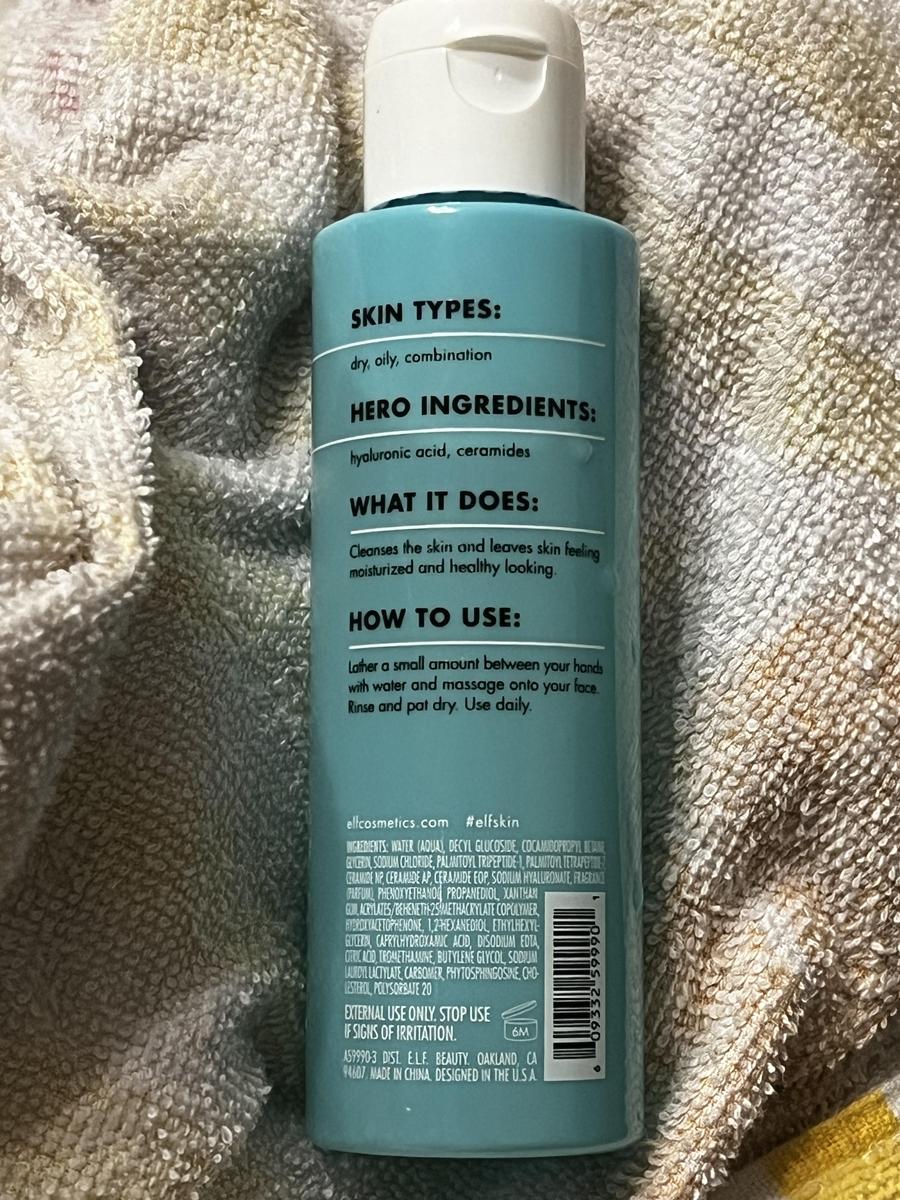 SKIN TYPES:
dry, oily, combination
HERO INGREDIENTS:
hyaluronic acid, ceramides
WHAT IT DOES:
Cleanses the skin and leaves skin feeling
moisturized and healthy looking.
HOW TO USE:
Lather a small amount between your hands
with water and massage onto your face.
Rinse and pat dry. Use daily.
elfcosmetics.com #elfskin
INGREDIENTS: WATER (AQUA), DECYL GLUCOSIDE, COCAMIDOPROPYL BETAINE,
GLYCERIN, SODIUM CHLORIDE, PALMITOYL TRIPEPTIDE-1, PALMITOYL TETRAPEPTIDE-7
CERAMIDE NP, CERAMIDE AP, CERAMIDE EOP, SODIUM HYALURONATE, FRAGRANCE
(PARFUM), PHENOXYETHANOL, PROPANEDIOL, XANTHAN
GUM, ACRYLATES/BEHENETH-25 METHACRYLATE COPOLYMER,
HYDROXYACETOPHENONE, 1,2-HEXANEDIOL, ETHYLHEXYL-
GLYCERIN, CAPRYLHYDROXAMIC ACID, DISODIUM EDTA,
CITRIC ACID, TROMETHAMINE, BUTYLENE GLYCOL, SODIUM
LAUROYL LACTYLATE, CARBOMER, PHYTOSPHINGOSINE, CHO-
LESTEROL, POLYSORBATE 20
EXTERNAL USE ONLY. STOP USE
IF SIGNS OF IRRITATION.
6M
A59990-3 DIST. E.L.F. BEAUTY. OAKLAND, CA
94607. MADE IN CHINA. DESIGNED IN THE U.S.A.
6 09332 59990 1